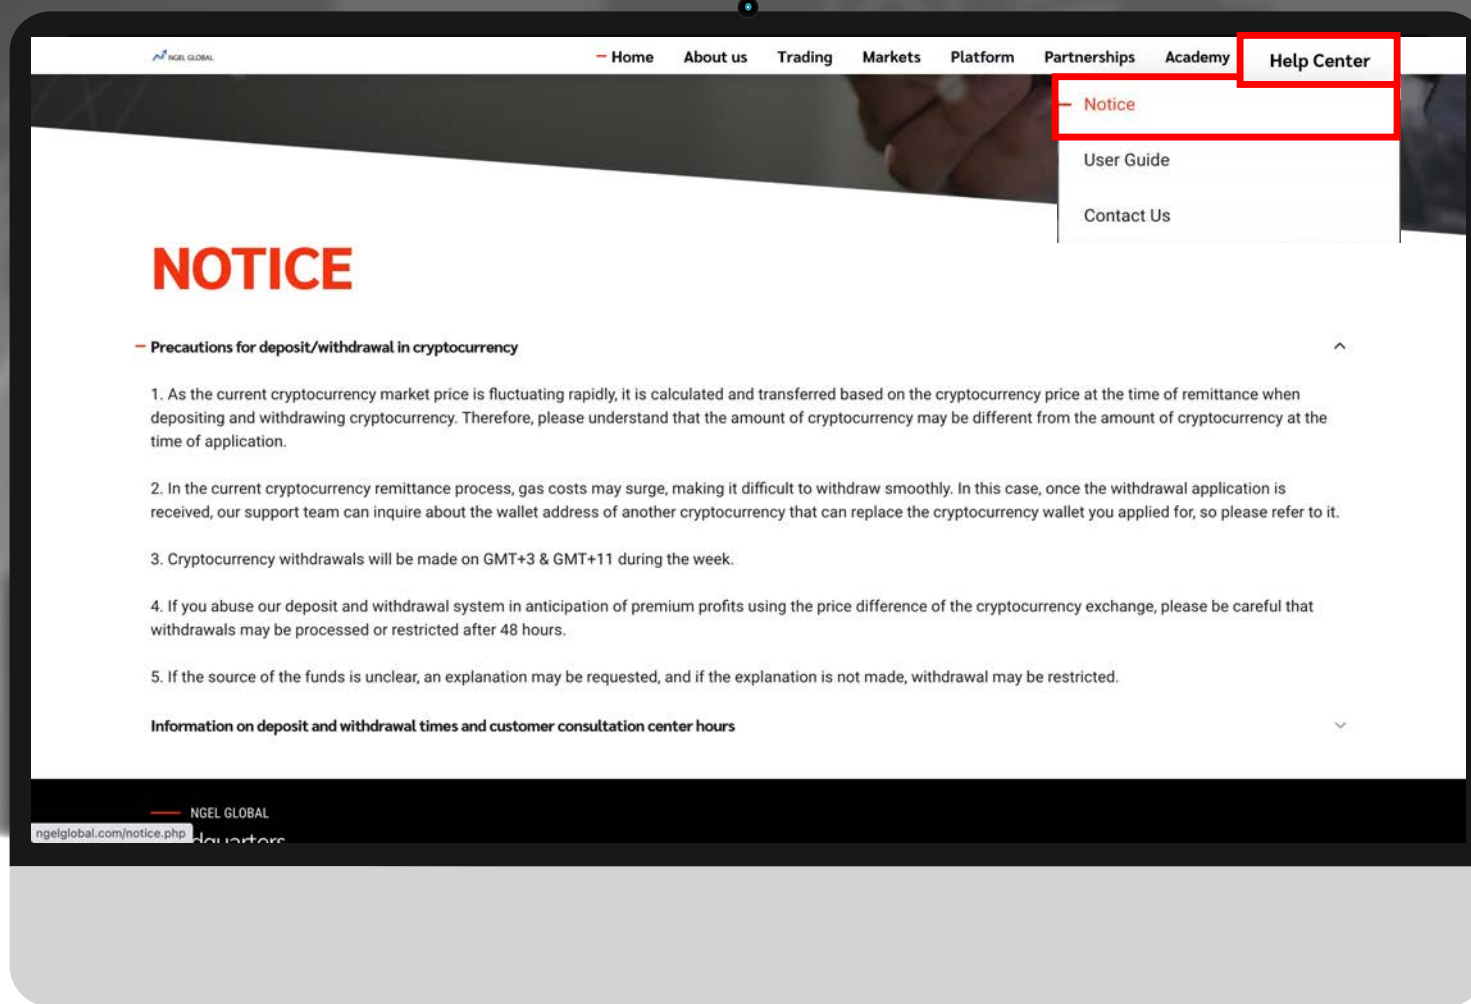 NGEL GLOBAL
Home About us Trading Markets Platform Partnerships Academy Help Center
Notice
User Guide
Contact Us
NOTICE
Precautions for deposit/withdrawal in cryptocurrency
1. As the current cryptocurrency market price is fluctuating rapidly, it is calculated and transferred based on the cryptocurrency price at the time of remittance when
depositing and withdrawing cryptocurrency. Therefore, please understand that the amount of cryptocurrency may be different from the amount of cryptocurrency at the
time of application.
2. In the current cryptocurrency remittance process, gas costs may surge, making it difficult to withdraw smoothly. In this case, once the withdrawal application is
received, our support team can inquire about the wallet address of another cryptocurrency that can replace the cryptocurrency wallet you applied for, so please refer to it.
3. Cryptocurrency withdrawals will be made on GMT+3 & GMT+11 during the week.
4. If you abuse our deposit and withdrawal system in anticipation of premium profits using the price difference of the cryptocurrency exchange, please be careful that
withdrawals may be processed or restricted after 48 hours.
5. If the source of the funds is unclear, an explanation may be requested, and if the explanation is not made, withdrawal may be restricted.
Information on deposit and withdrawal times and customer consultation center hours
NGEL GLOBAL
ngelglobal.com/notice.php